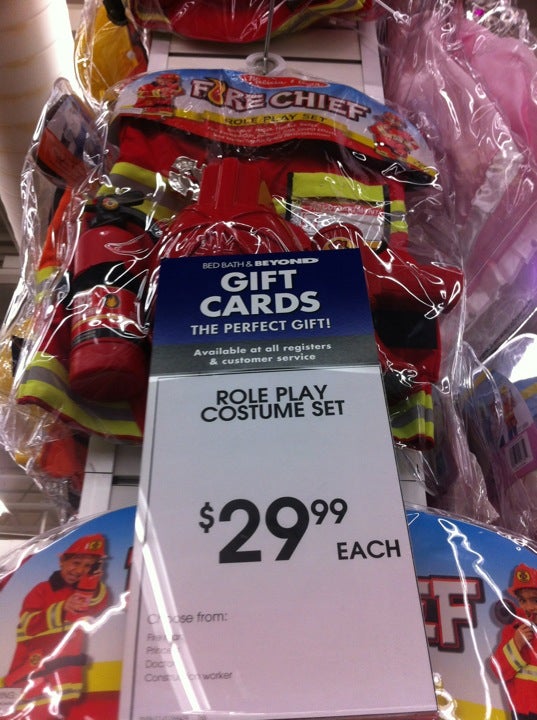 FIRE CHIEF
ROLE PLAY SET
BED BATH & BEYOND
GIFT
CARDS
THE PERFECT GIFT!
Available at all registers
& customer service
ROLE PLAY
COSTUME SET
$29.99
EACH
Choose from:
worker
EF